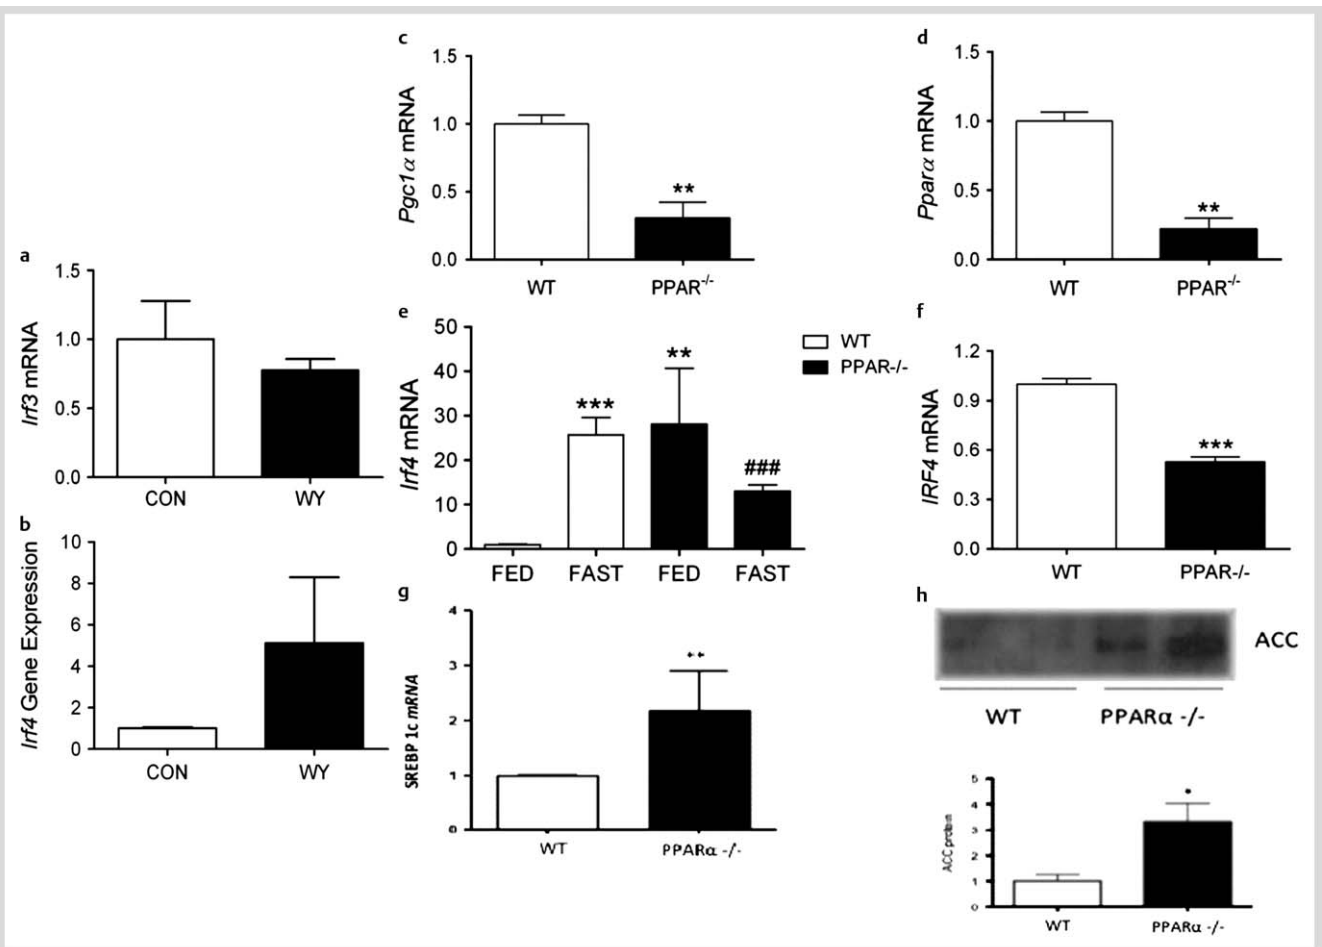 a
1.5
1.0
0.5
0.0
Irf3 mRNA
CON WY
b
10
8
6
4
2
0
Irf4 Gene Expression
CON WY
c
1.5
1.0
0.5
0.0
Pgc1α mRNA
**
WT PPAR-/-
d
1.5
1.0
0.5
0.0
Pparα mRNA
**
WT PPAR-/-
e
50
40
30
20
10
0
Irf4 mRNA
***
**
###
FED FAST FED FAST
WT
PPAR-/-
f
1.2
0.9
0.6
0.3
0.0
IRF4 mRNA
***
WT PPAR-/-
g
4
3
2
1
0
SREBP 1c mRNA
**
WT PPARα -/-
h
ACC
WT PPARα -/-
5
4
3
2
1
0
ACC protein
*
WT PPARα -/-